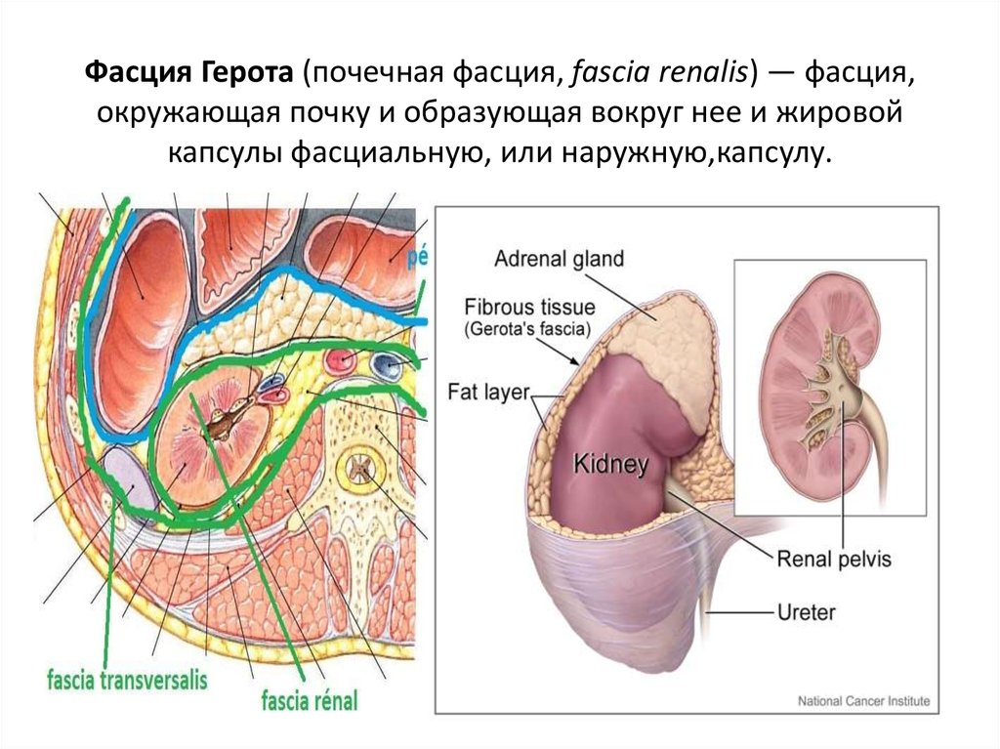 Фасция Герота (почечная фасция, fascia renalis) — фасция,
окружающая почку и образующая вокруг нее и жировой
капсулы фасциальную, или наружную,капсулу.
pé
fascia transversalis
fascia rénal
Adrenal gland
Fibrous tissue
(Gerota's fascia)
Fat layer
Kidney
Renal pelvis
Ureter
National Cancer Institute